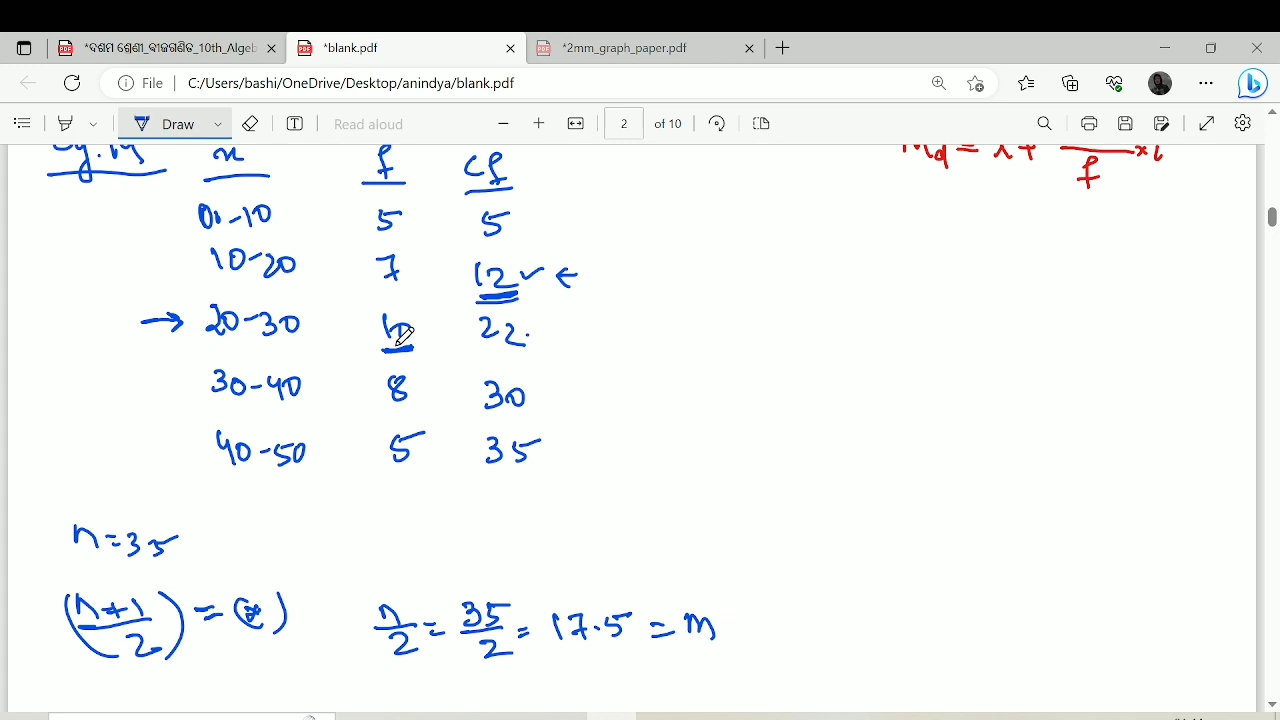 *ଦଶମ ଶ୍ରେଣୀ_ବୀଜଗଣିତ_10th_Algeb
*blank.pdf
*2mm_graph_paper.pdf
File
C:/Users/bashi/OneDrive/Desktop/anindya/blank.pdf
Draw
Read aloud
2 of 10
x f cf
f
0-10 5 5
10-20 7 12 ✓ ←
→ 20-30 10 22.
30-40 8 30
40-50 5 35
n = 35
(n+1/2) =
n/2 = 35/2 = 17.5 = m